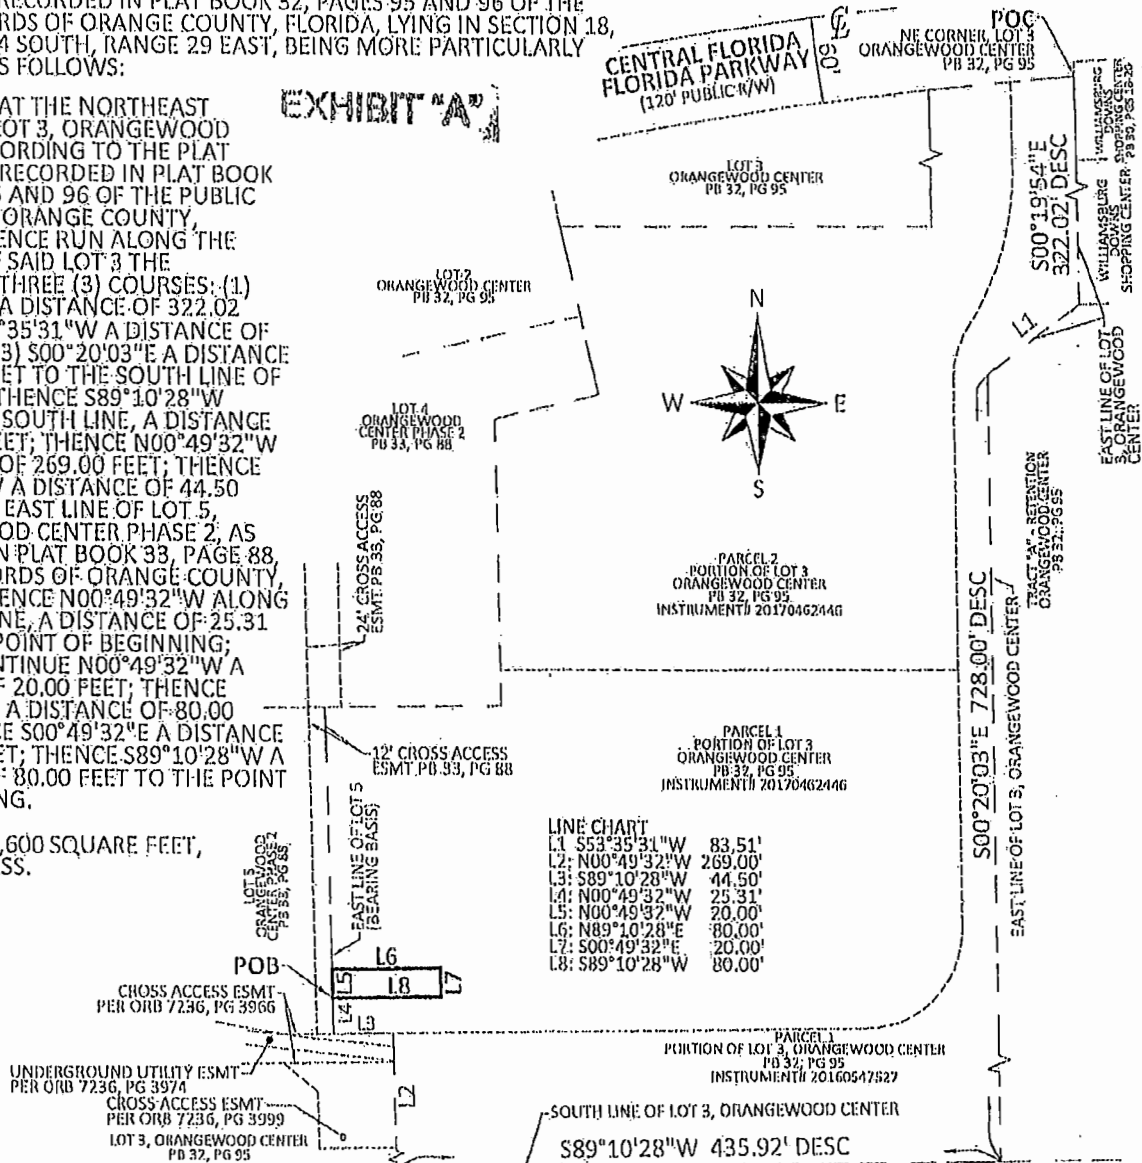 RECORDED IN PLAT BOOK 32, PAGES 95 AND 96 OF THE
RDS OF ORANGE COUNTY, FLORIDA, LYING IN SECTION 18,
4 SOUTH, RANGE 29 EAST, BEING MORE PARTICULARLY
S FOLLOWS:
EXHIBIT "A"
AT THE NORTHEAST
OT 3, ORANGEWOOD
ORDING TO THE PLAT
RECORDED IN PLAT BOOK
AND 96 OF THE PUBLIC
ORANGE COUNTY,
ENCE RUN ALONG THE
SAID LOT 3 THE
THREE (3) COURSES: (1)
A DISTANCE OF 322.02
°35'31"W A DISTANCE OF
3) S00°20'03"E A DISTANCE
ET TO THE SOUTH LINE OF
THENCE S89°10'28"W
SOUTH LINE, A DISTANCE
EET; THENCE N00°49'32"W
OF 269.00 FEET; THENCE
A DISTANCE OF 44.50
EAST LINE OF LOT 5,
OD CENTER PHASE 2, AS
N PLAT BOOK 33, PAGE 88,
RDS OF ORANGE COUNTY,
ENCE N00°49'32"W ALONG
NE, A DISTANCE OF 25.31
POINT OF BEGINNING;
NTINUE N00°49'32"W A
F 20.00 FEET; THENCE
A DISTANCE OF 80.00
E S00°49'32"E A DISTANCE
ET; THENCE S89°10'28"W A
F 80.00 FEET TO THE POINT
NG.
,600 SQUARE FEET,
SS.
CENTRAL FLORIDA
FLORIDA PARKWAY
(120' PUBLIC R/W)
60'
POC
NE CORNER, LOT 3
ORANGEWOOD CENTER
PB 32, PG 95
WILLIAMSBURG
DOWNS
SHOPPING CENTER
WILLIAMSBURG
DOWNS
SHOPPING CENTER
S00°19'54"E
322.02' DESC
LOT 3
ORANGEWOOD CENTER
PB 32, PG 95
LOT 2
ORANGEWOOD CENTER
PB 32, PG 95
N
W
E
S
L1
EAST LINE OF LOT
3, ORANGEWOOD
CENTER
LOT 4
ORANGEWOOD
CENTER PHASE 2
PB 33, PG 88
24' CROSS ACCESS
ESMT PB 33, PG 88
TRACT "A" - RETENTION
ORANGEWOOD CENTER
PB 32, PG 95
PARCEL 2
PORTION OF LOT 3
ORANGEWOOD CENTER
PB 32, PG 95
INSTRUMENT# 20170462446
S00°20'03"E 728.00' DESC
EAST LINE OF LOT 3, ORANGEWOOD CENTER
PARCEL 1
PORTION OF LOT 3
ORANGEWOOD CENTER
PB 32, PG 95
INSTRUMENT# 20170462446
12' CROSS ACCESS
ESMT PB 33, PG 88
EAST LINE OF LOT 5
(BEARING BASIS)
LOT 5
ORANGEWOOD
CENTER PHASE 2
PB 33, PG 88
LINE CHART
L1 S53°35'31"W 83.51'
L2: N00°49'32"W 269.00'
L3: S89°10'28"W 44.50'
L4: N00°49'32"W 25.31'
L5: N00°49'32"W 20.00'
L6: N89°10'28"E 80.00'
L7: S00°49'32"E 20.00'
L8: S89°10'28"W 80.00'
POB
L6
L5
L8
L7
L4
L3
L2
CROSS ACCESS ESMT
PER ORB 7236, PG 3966
UNDERGROUND UTILITY ESMT
PER ORB 7236, PG 3974
CROSS ACCESS ESMT
PER ORB 7236, PG 3999
LOT 3, ORANGEWOOD CENTER
PB 32, PG 95
PARCEL 1
PORTION OF LOT 3, ORANGEWOOD CENTER
PB 32, PG 95
INSTRUMENT# 20160547527
SOUTH LINE OF LOT 3, ORANGEWOOD CENTER
S89°10'28"W 435.92' DESC